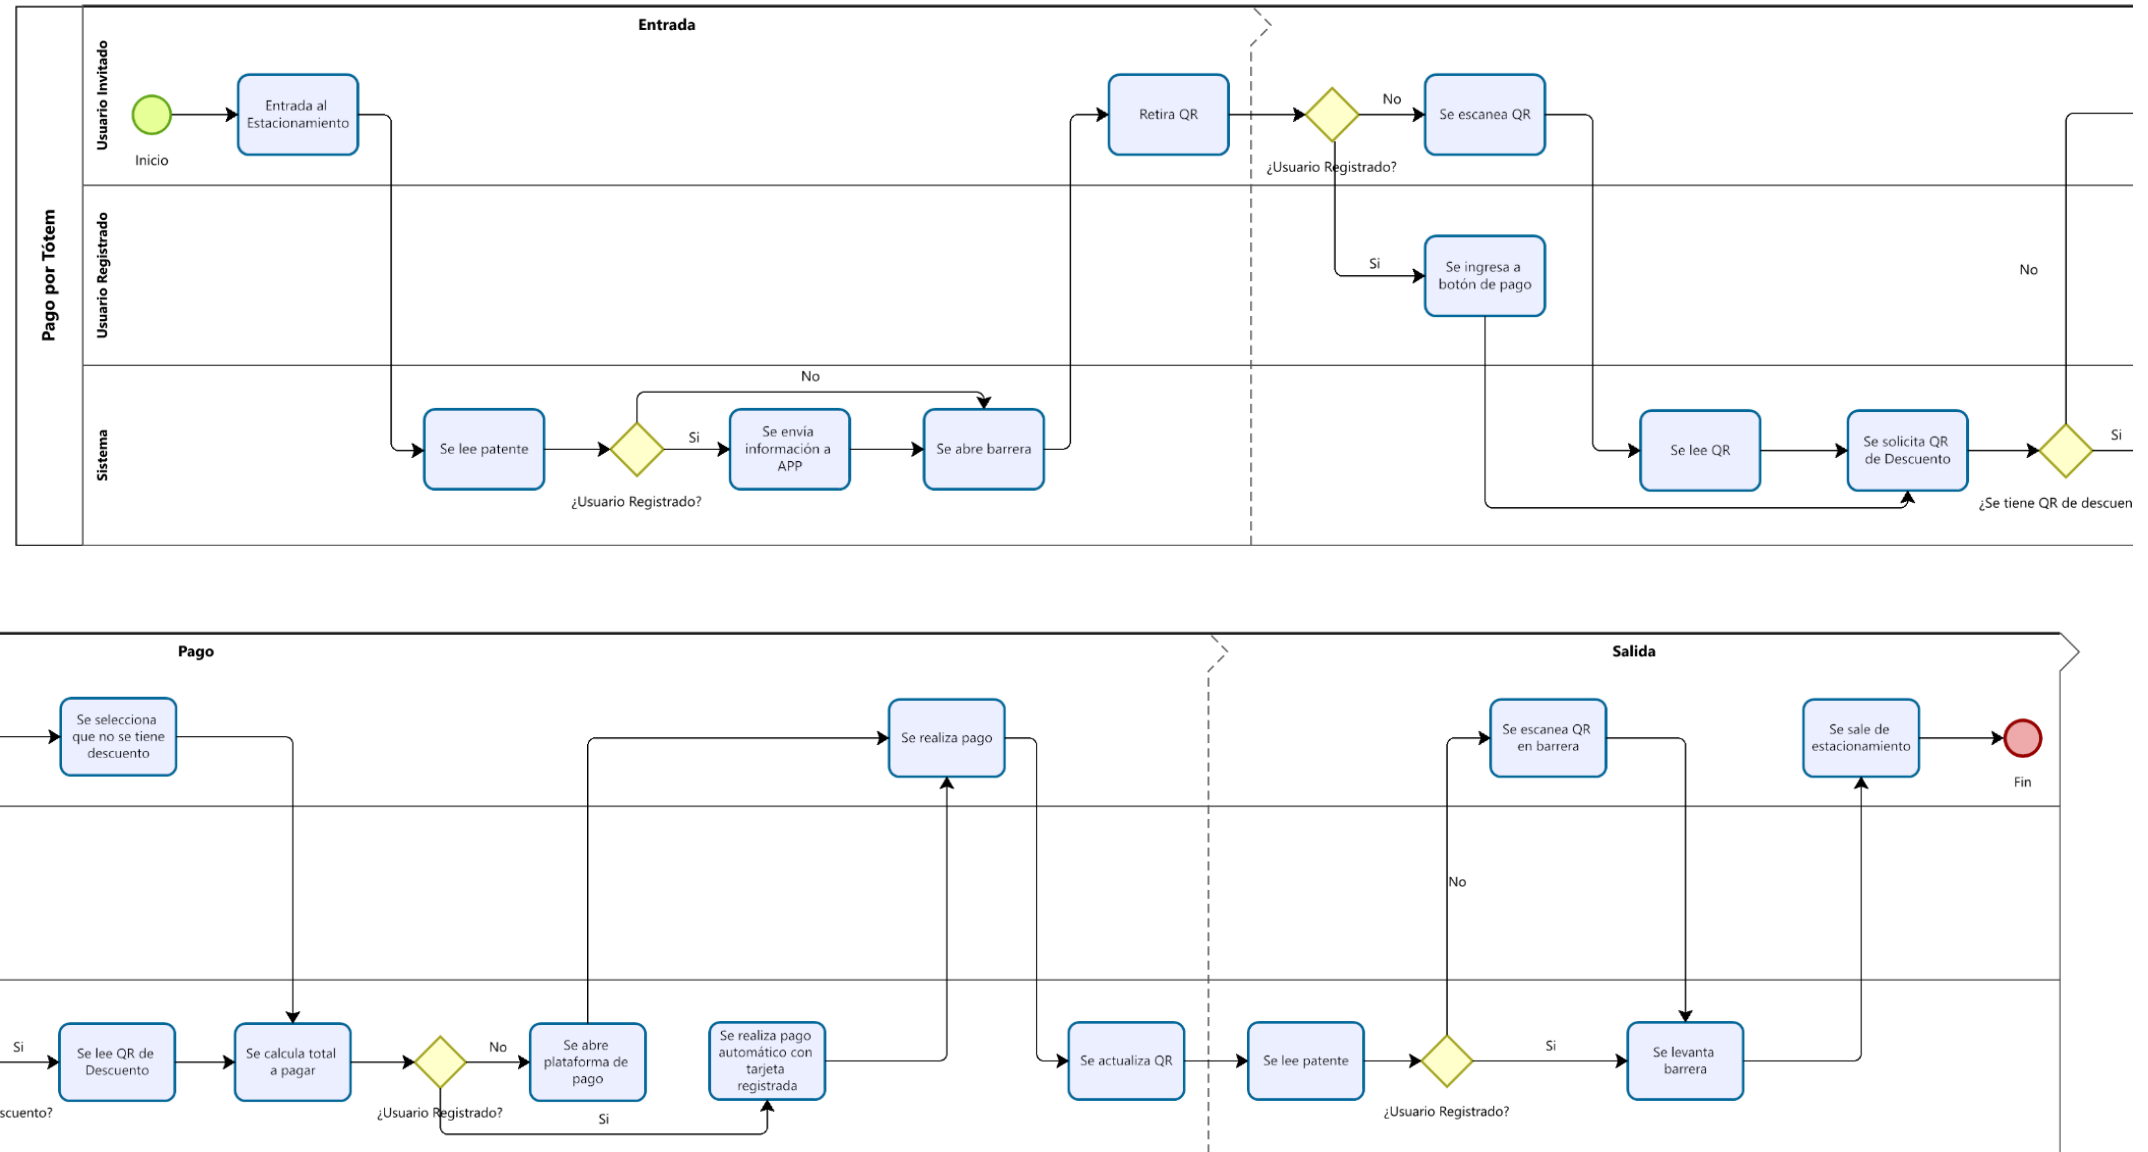 Entrada
Pago por Tótem
Usuario Invitado
Inicio
Entrada al
Estacionamiento
Retira QR
¿Usuario Registrado?
No
Se escanea QR
Usuario Registrado
Si
Se ingresa a
botón de pago
No
Sistema
Se lee patente
¿Usuario Registrado?
No
Si
Se envía
información a
APP
Se abre barrera
Se lee QR
Se solicita QR
de Descuento
Si
¿Se tiene QR de descuen
Pago
Salida
Se selecciona
que no se tiene
descuento
Se realiza pago
Se escanea QR
en barrera
Se sale de
estacionamiento
Fin
No
Si
scuento?
Se lee QR de
Descuento
Se calcula total
a pagar
¿Usuario Registrado?
No
Se abre
plataforma de
pago
Si
Se realiza pago
automático con
tarjeta
registrada
Se actualiza QR
Se lee patente
¿Usuario Registrado?
Si
Se levanta
barrera